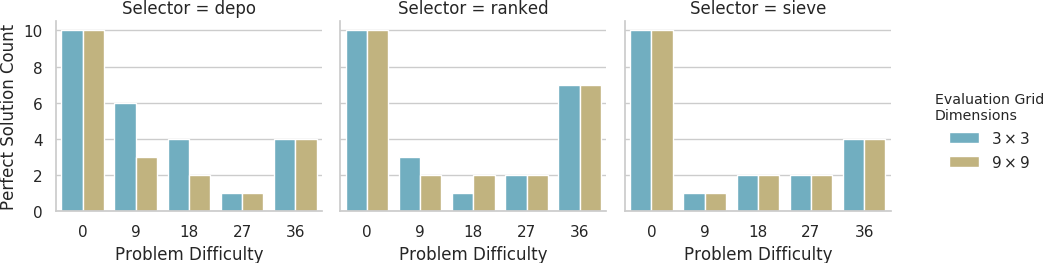 Selector = depo
Selector = ranked
Selector = sieve
Perfect Solution Count
10
8
6
4
2
0
0 9 18 27 36
0 9 18 27 36
0 9 18 27 36
Problem Difficulty
Problem Difficulty
Problem Difficulty
Evaluation Grid
Dimensions
3 × 3
9 × 9